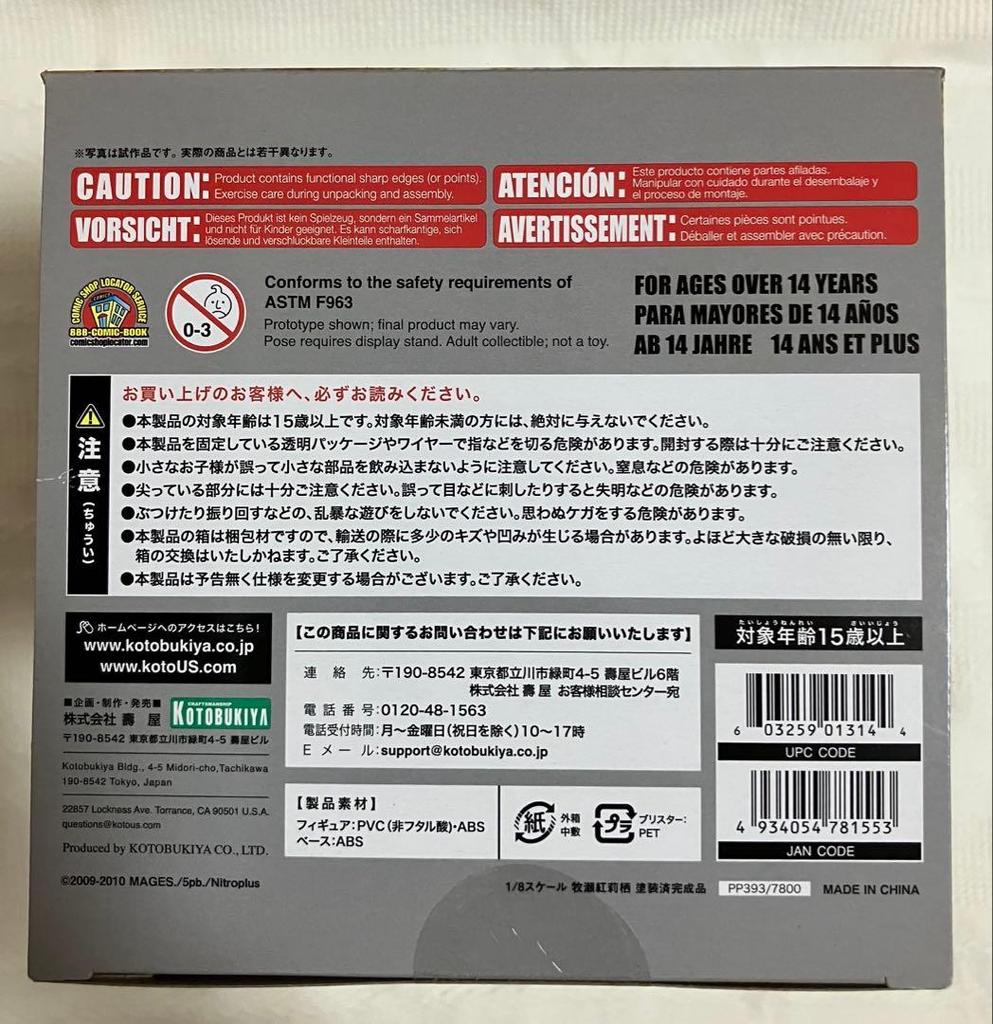 ※写真は試作品です。実際の商品とは若干異なります。
CAUTION: Product contains functional sharp edges (or points).
Exercise care during unpacking and assembly.
ATENCIÓN: Este producto contiene partes afiladas.
Manipular con cuidado durante el desembalaje y
el proceso de montaje.
VORSICHT: Dieses Produkt ist kein Spielzeug, sondern ein Sammelartikel
und nicht für Kinder geeignet. Es kann scharfkantige, sich
lösende und verschluckbare Kleinteile enthalten.
AVERTISSEMENT: Certaines pièces sont pointues.
Déballer et assembler avec précaution.
COMIC SHOP LOCATOR SERVICE
COMICS
888-COMIC-BOOK
comicshoplocator.com
0-3
Conforms to the safety requirements of
ASTM F963
Prototype shown; final product may vary.
Pose requires display stand. Adult collectible; not a toy.
FOR AGES OVER 14 YEARS
PARA MAYORES DE 14 AÑOS
AB 14 JAHRE 14 ANS ET PLUS
注意(ちゅうい)
お買い上げのお客様へ、必ずお読みください。
●本製品の対象年齢は15歳以上です。対象年齢未満の方には、絶対に与えないでください。
●本製品を固定している透明パッケージやワイヤーで指などを切る危険があります。開封する際は十分にご注意ください。
●小さなお子様が誤って小さな部品を飲み込まないように注意してください。窒息などの危険があります。
●尖っている部分には十分ご注意ください。誤って目などに刺したりすると失明などの危険があります。
●ぶつけたり振り回すなどの、乱暴な遊びをしないでください。思わぬケガをする危険があります。
●本製品の箱は梱包材ですので、輸送の際に多少のキズや凹みが生じる場合があります。よほど大きな破損の無い限り、
箱の交換はいたしかねます。ご了承ください。
●本製品は予告無く仕様を変更する場合がございます。ご了承ください。
ホームページへのアクセスはこちら!
www.kotobukiya.co.jp
www.kotoUS.com
■企画・制作・発売■
株式会社 壽 屋
CRAFTSMANSHIP
KOTOBUKIYA
〒190-8542 東京都立川市緑町4-5 壽屋ビル
Kotobukiya Bldg., 4-5 Midori-cho,Tachikawa
190-8542 Tokyo, Japan
22857 Lockness Ave. Torrance, CA 90501 U.S.A.
questions@kotous.com
Produced by KOTOBUKIYA CO., LTD.
©2009-2010 MAGES./5pb./Nitroplus
【この商品に関するお問い合わせは下記にお願いいたします】
連絡先:〒190-8542 東京都立川市緑町4-5 壽屋ビル6階
株式会社 壽 屋 お客様相談センター宛
電話番号:0120-48-1563
電話受付時間:月〜金曜日(祝日を除く)10〜17時
Eメール:support@kotobukiya.co.jp
【製品素材】
フィギュア:PVC(非フタル酸)・ABS
ベース:ABS
紙
外箱
中敷
プラ
ブリスター:
PET
たいしょうねんれい さいいじょう
対象年齢15歳以上
6 03259 01314 4
UPC CODE
4 934054 781553
JAN CODE
1/8スケール 牧瀬紅莉栖 塗装済完成品
PP393/7800
MADE IN CHINA